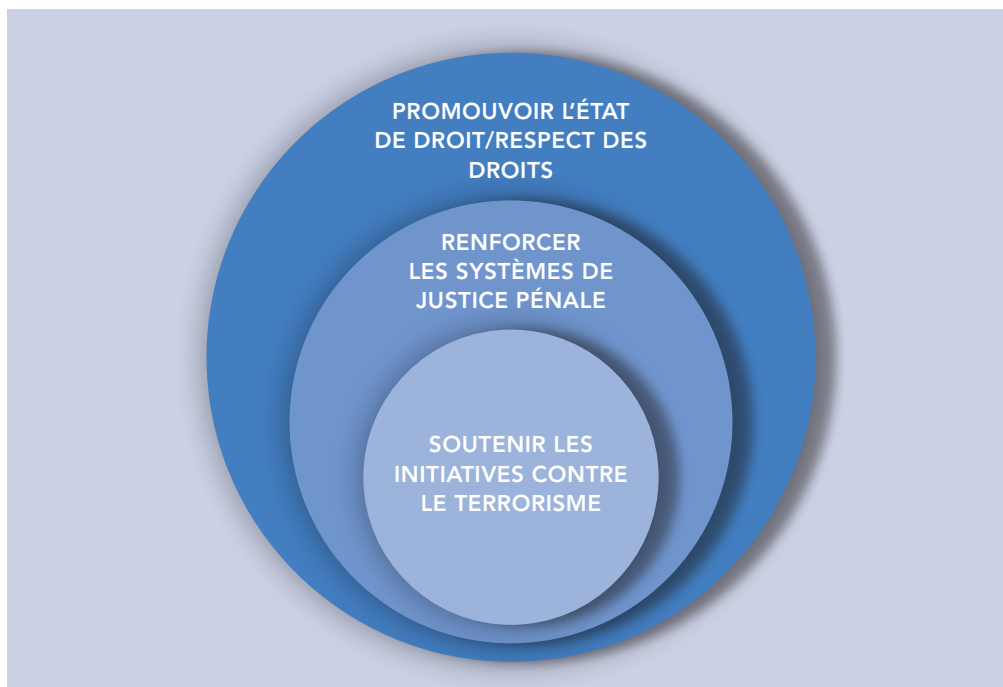 PROMOUVOIR L'ÉTAT
DE DROIT/RESPECT DES
DROITS
RENFORCER
LES SYSTÈMES DE
JUSTICE PÉNALE
SOUTENIR LES
INITIATIVES CONTRE
LE TERRORISME